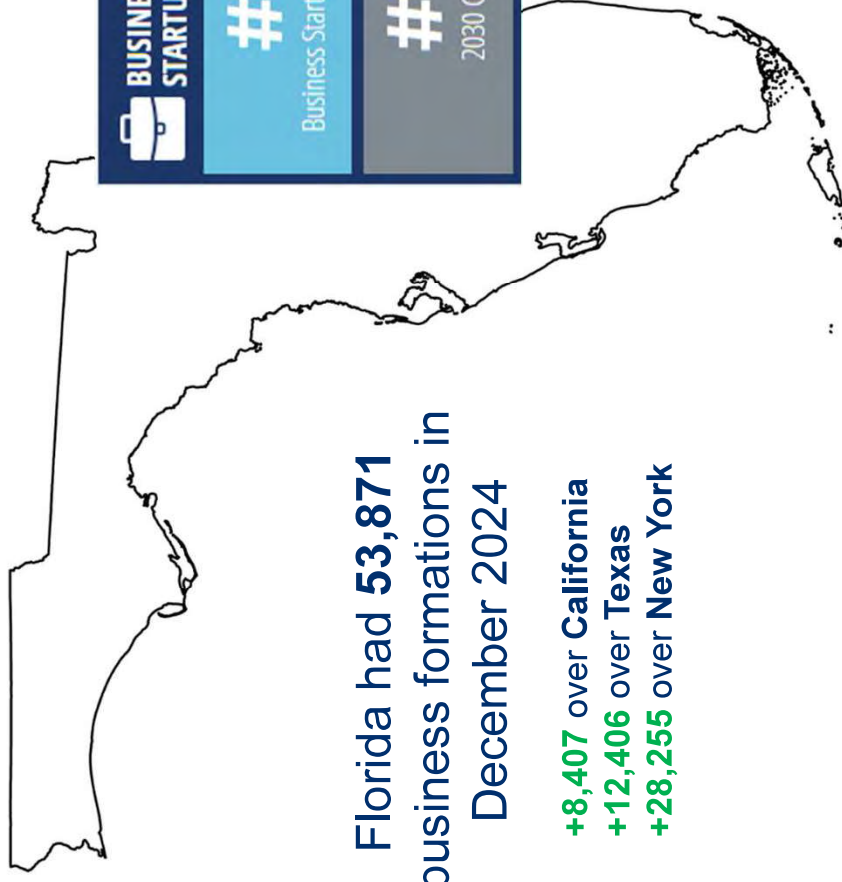 Florida had 53,871
business formations in
December 2024
+8,407 over California
+12,406 over Texas
+28,255 over New York
#
Business
#
2030